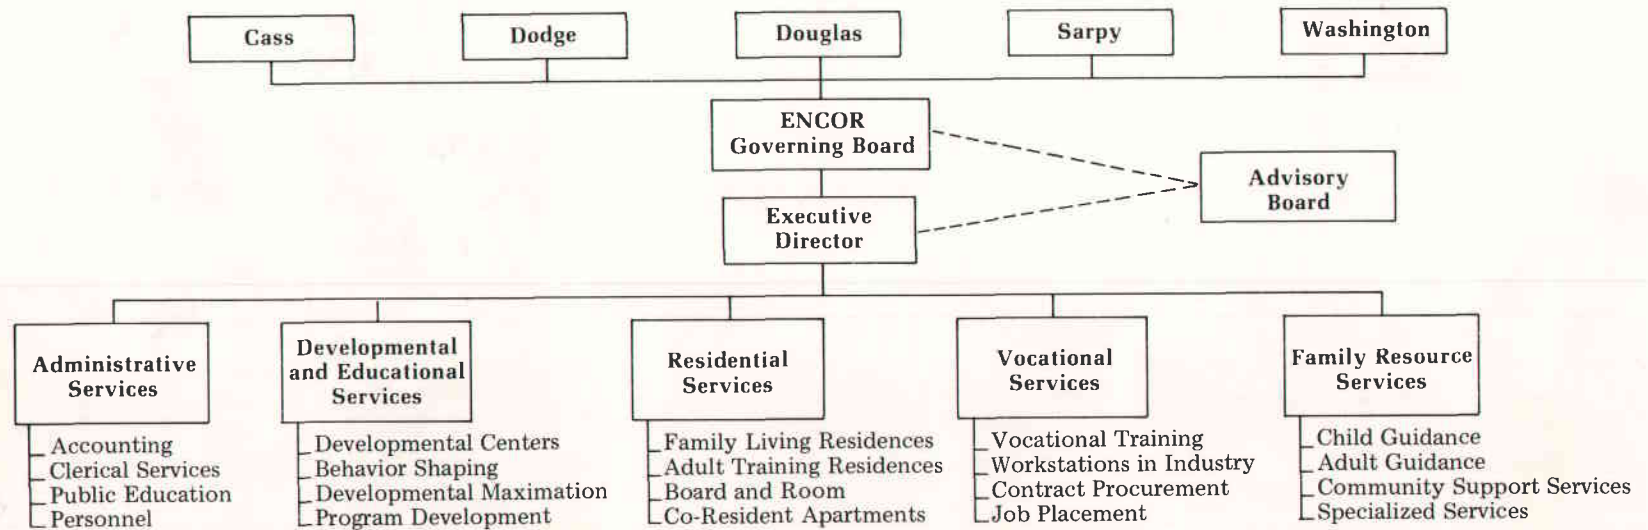 Cass
Dodge
Douglas
Sarpy
Washington
ENCOR
Governing Board
Advisory
Board
Executive
Director
Administrative
Services
Accounting
Clerical Services
Public Education
Personnel
Developmental
and Educational
Services
Developmental Centers
Behavior Shaping
Developmental Maximation
Program Development
Residential
Services
Family Living Residences
Adult Training Residences
Board and Room
Co-Resident Apartments
Vocational
Services
Vocational Training
Workstations in Industry
Contract Procurement
Job Placement
Family Resource
Services
Child Guidance
Adult Guidance
Community Support Services
Specialized Services